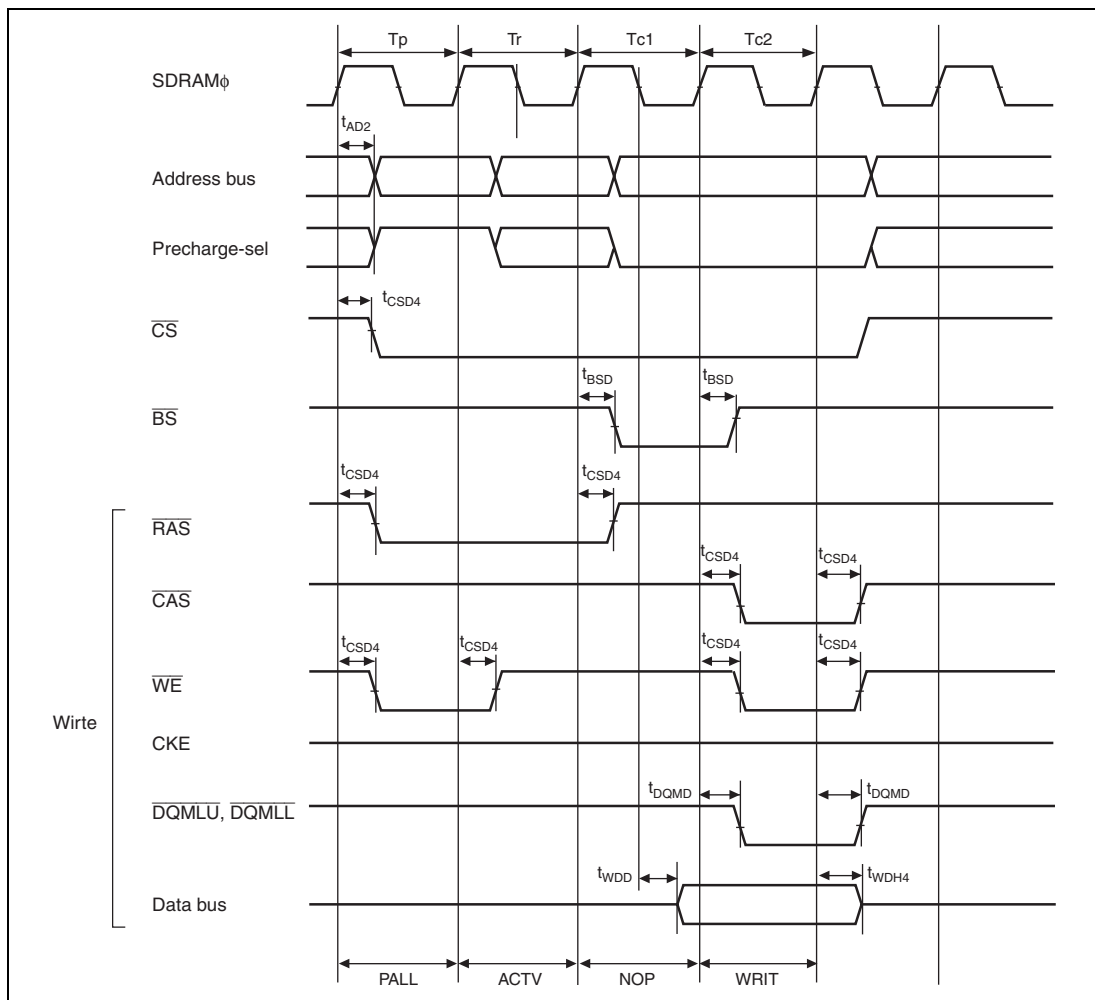 Tp Tr Tc1 Tc2
SDRAMϕ
tAD2
Address bus
Precharge-sel
tCSD4
CS
tBSD tBSD
BS
tCSD4 tCSD4
RAS
tCSD4 tCSD4
CAS
tCSD4 tCSD4 tCSD4 tCSD4
WE
Wirte
CKE
tDQMD tDQMD
DQMLU, DQMLL
tWDD tWDH4
Data bus
PALL ACTV NOP WRIT